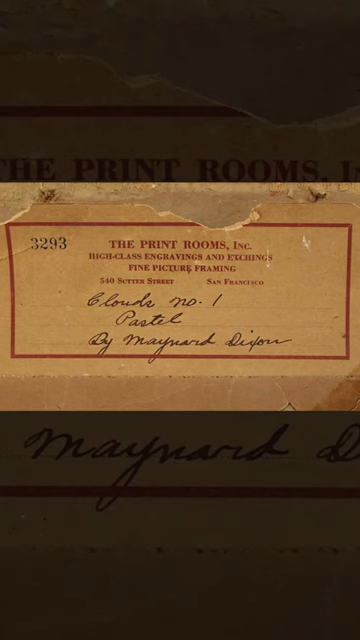 THE PRINT ROOMS, IN
3293
THE PRINT ROOMS, INC.
HIGH-CLASS ENGRAVINGS AND ETCHINGS
FINE PICTURE FRAMING
540 SUTTER STREET SAN FRANCISCO
Clouds no. 1
Pastel
By Maynard Dixon
Maynard D